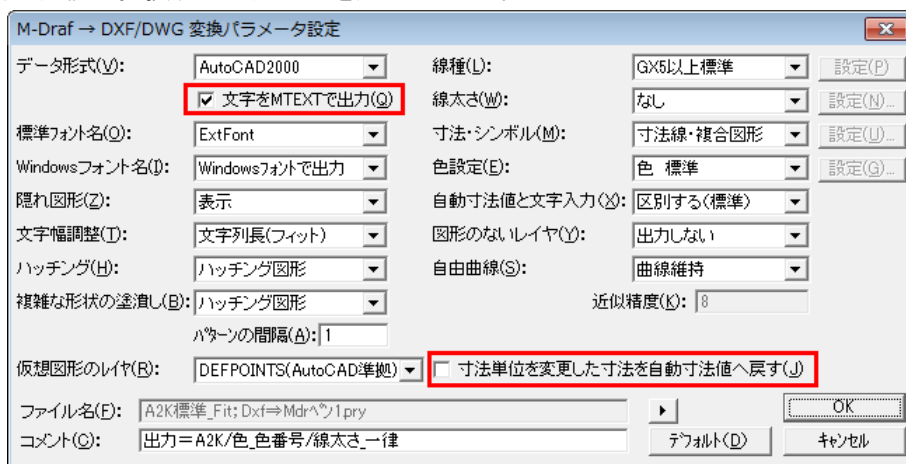 M-Draf → DXF/DWG 変換パラメータ設定
データ形式(V): AutoCAD2000 線種(L): GX5以上標準 設定(P)
文字をMTEXTで出力(Q) 線太さ(W): なし 設定(N)...
標準フォント名(O): ExtFont 寸法・シンボル(M): 寸法線・複合図形 設定(U)...
Windowsフォント名(I): Windowsフォントで出力 色設定(E): 色 標準 設定(G)...
隠れ図形(Z): 表示 自動寸法値と文字入力(X): 区別する(標準)
文字幅調整(T): 文字列長(フィット) 図形のないレイヤ(Y): 出力しない
ハッチング(H): ハッチング図形 自由曲線(S): 曲線維持
複雑な形状の塗潰し(B): ハッチング図形 近似精度(K): 8
パターンの間隔(A): 1
仮想図形のレイヤ(R): DEFPOINTS(AutoCAD準拠) 寸法単位を変更した寸法を自動寸法値へ戻す(J)
ファイル名(F): A2K標準_Fit; Dxf⇒Mdrペン1.pry OK
コメント(C): 出力=A2K/色_色番号/線太さ_一律 デフォルト(D) キャンセル